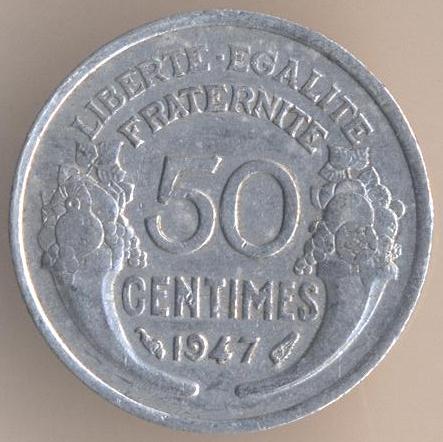 LIBERTE · EGALITE
FRATERNITE
50
CENTIMES
1947